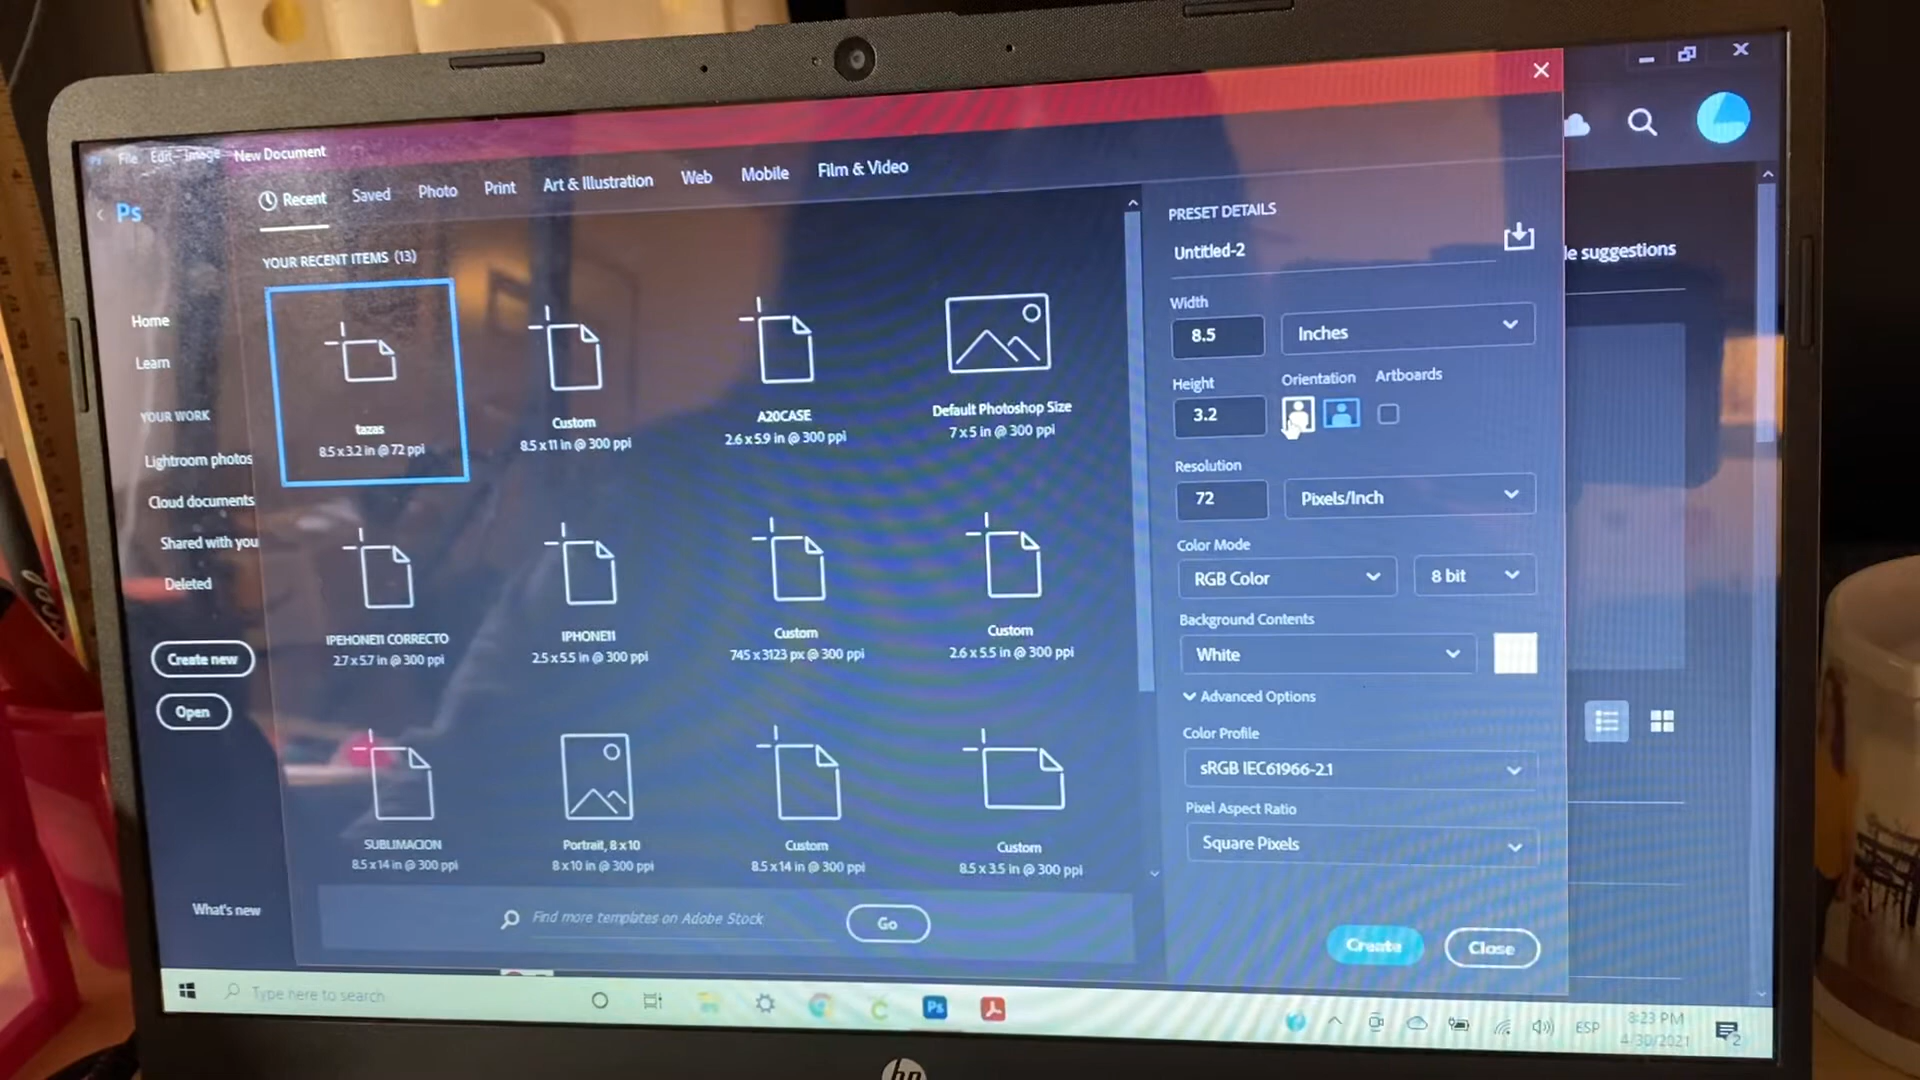 File Edit Image New Document
Ps
Recent Saved Photo Print Art & Illustration Web Mobile Film & Video
YOUR RECENT ITEMS (13)
Home
Learn
YOUR WORK
Lightroom photos
Cloud documents
Shared with you
Deleted
Create new
Open
What's new
tazas
8.5 x 3.2 in @ 72 ppi
Custom
8.5 x 11 in @ 300 ppi
A20CASE
2.6 x 5.9 in @ 300 ppi
Default Photoshop Size
7 x 5 in @ 300 ppi
IPEHONE11 CORRECTO
2.7 x 5.7 in @ 300 ppi
IPHONE11
2.5 x 5.5 in @ 300 ppi
Custom
745 x 3123 px @ 300 ppi
Custom
2.6 x 5.5 in @ 300 ppi
SUBLIMACION
8.5 x 14 in @ 300 ppi
Portrait, 8 x 10
8 x 10 in @ 300 ppi
Custom
8.5 x 14 in @ 300 ppi
Custom
8.5 x 3.5 in @ 300 ppi
Find more templates on Adobe Stock
Go
PRESET DETAILS
Untitled-2
Width
8.5 Inches
Height Orientation Artboards
3.2
Resolution
72 Pixels/Inch
Color Mode
RGB Color 8 bit
Background Contents
White
Advanced Options
Color Profile
sRGB IEC61966-2.1
Pixel Aspect Ratio
Square Pixels
Create Close
le suggestions
Type here to search
Ps
ESP
8:23 PM
4/30/2021
2
hp